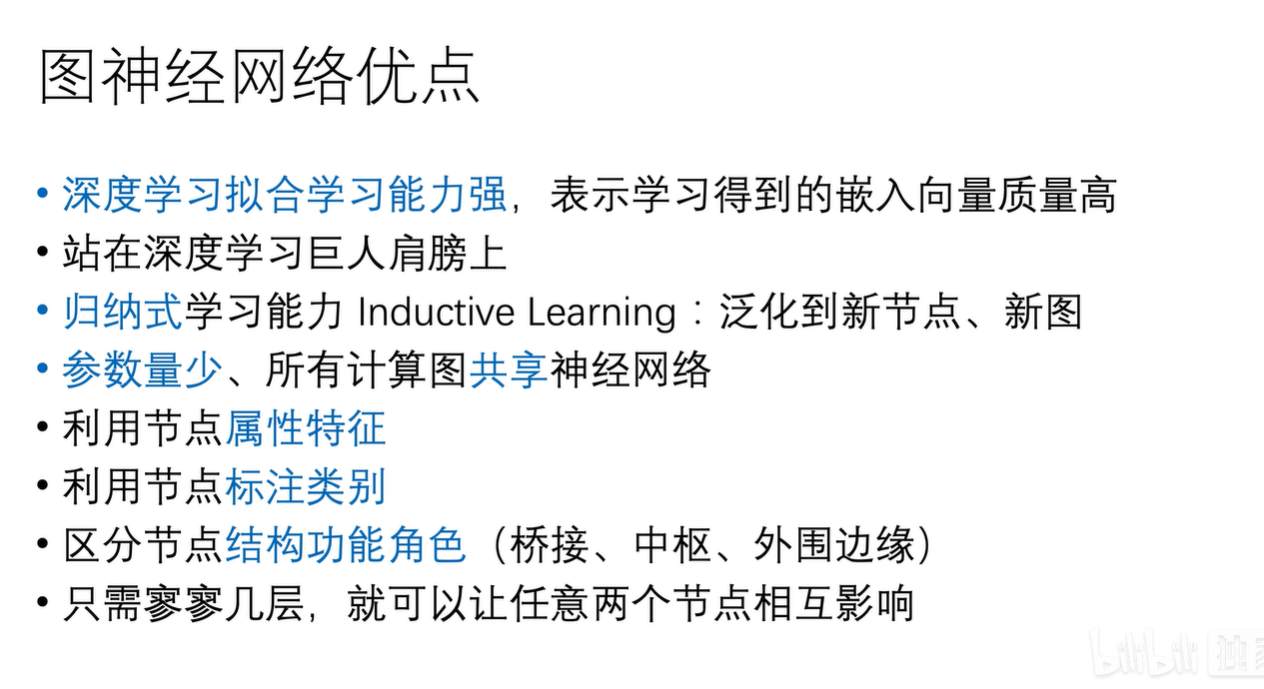 图神经网络优点
• 深度学习拟合学习能力强，表示学习得到的嵌入向量质量高
• 站在深度学习巨人肩膀上
• 归纳式学习能力 Inductive Learning：泛化到新节点、新图
• 参数量少、所有计算图共享神经网络
• 利用节点属性特征
• 利用节点标注类别
• 区分节点结构功能角色（桥接、中枢、外围边缘）
• 只需寥寥几层，就可以让任意两个节点相互影响
bilibili 独家